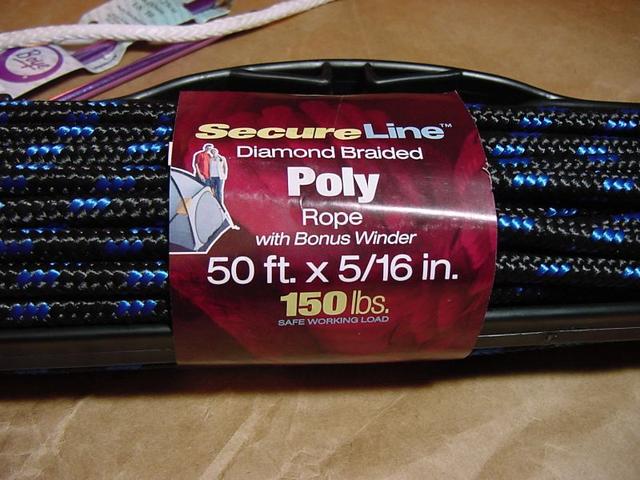 SecureLine™
Diamond Braided
Poly
Rope
with Bonus Winder
50 ft. x 5/16 in.
150 lbs.
SAFE WORKING LOAD